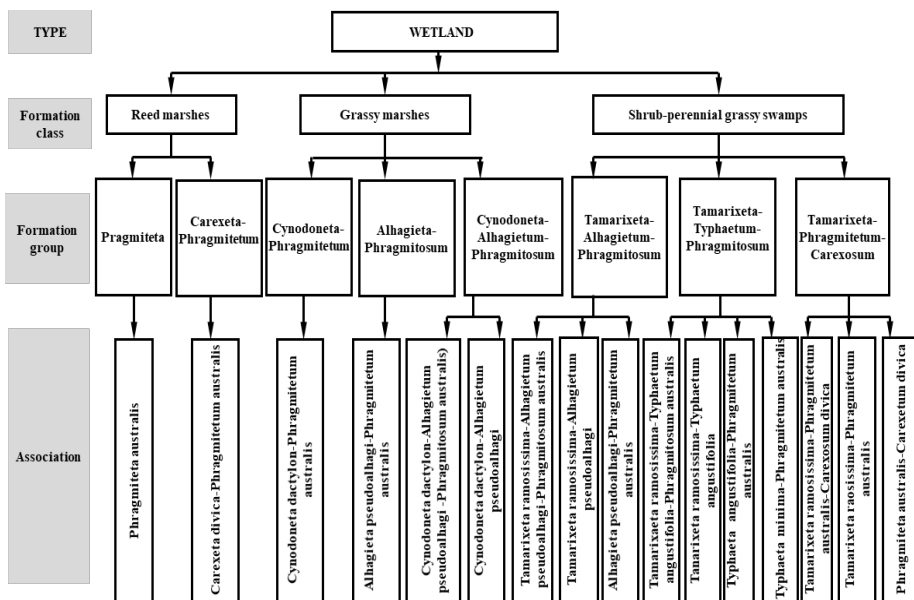 TYPE
WETLAND
Formation
class
Reed marshes
Grassy marshes
Shrub-perennial grassy swamps
Formation
group
Pragmiteta
Carexeta-
Phragmitetum
Cynodoneta-
Phragmitetum
Alhagieta-
Phragmitosum
Cynodoneta-
Alhagietum-
Phragmitosum
Tamarixeta-
Alhagietum-
Phragmitosum
Tamarixeta-
Typhaetum-
Phragmitosum
Tamarixeta-
Phragmitetum-
Carexosum
Association
Phragmiteta australis
Carexeta divica-Phragmitetum australis
Cynodoneta dactylon-Phragmitetum
australis
Alhagieta pseudoalhagi-Phragmitetum
australis
Cynodoneta dactylon-Alhagietum
pseudoalhagi -Phragmitosum australis)
Cynodoneta dactylon-Alhagietum
pseudoalhagi
Tamarixeta ramosissima-Alhagietum
pseudoalhagi-Phragmitosum australis
Tamarixeta ramosissima-Alhagietum
pseudoalhagi
Alhagieta pseudoalhagi-Phragmitetum
australis
Tamarixaeta ramosissima-Typhaetum
angustifolia-Phragmitosum australis
Tamarixeta ramosissima-Typhaetum
angustifolia
Typhaeta angustifolia-Phragmitetum
australis
Typhaeta minima-Phragmitetum australis
Tamarixeta ramosissima-Phragmitetum
australis-Carexosum divica
Tamarixeta raosissima-Phragmitetum
australis
Phragmiteta australis-Carexetum divica